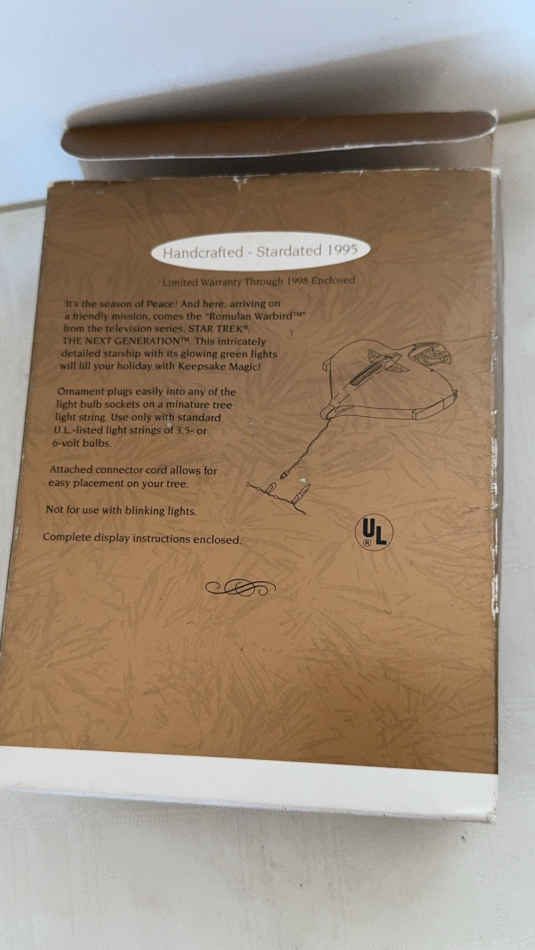 Handcrafted - Stardated 1995
Limited Warranty Through 1998 Enclosed
It's the season of Peace! And here, arriving on
a friendly mission, comes the "Romulan Warbird™"
from the television series, STAR TREK®:
THE NEXT GENERATION™. This intricately
detailed starship with its glowing green lights
will fill your holiday with Keepsake Magic!
Ornament plugs easily into any of the
light bulb sockets on a minature tree
light string. Use only with standard
U.L.-listed light strings of 3.5- or
6-volt bulbs.
Attached connector cord allows for
easy placement on your tree.
Not for use with blinking lights.
Complete display instructions enclosed.
UL
®